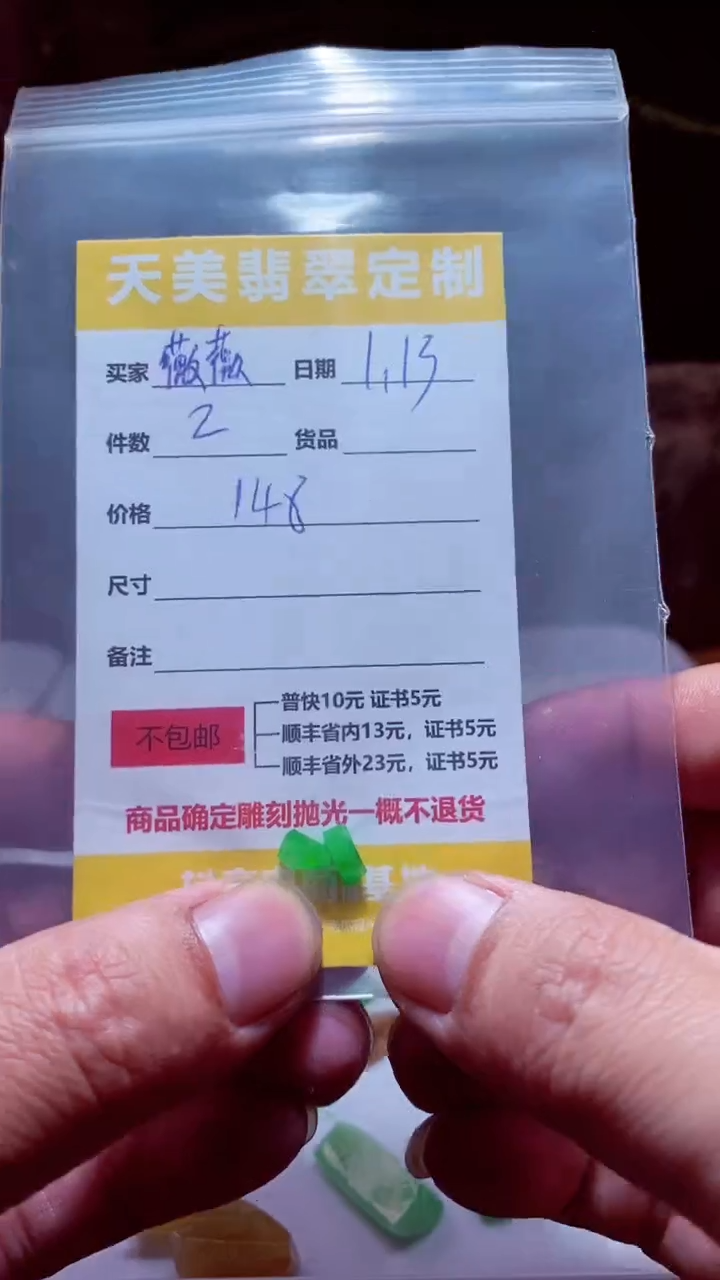 天美翡翠定制
买家 薇薇 日期 1.15
件数 2 货品
价格 148
尺寸
备注
普快10元 证书5元
不包邮 顺丰省内13元，证书5元
顺丰省外23元，证书5元
商品确定雕刻抛光一概不退货